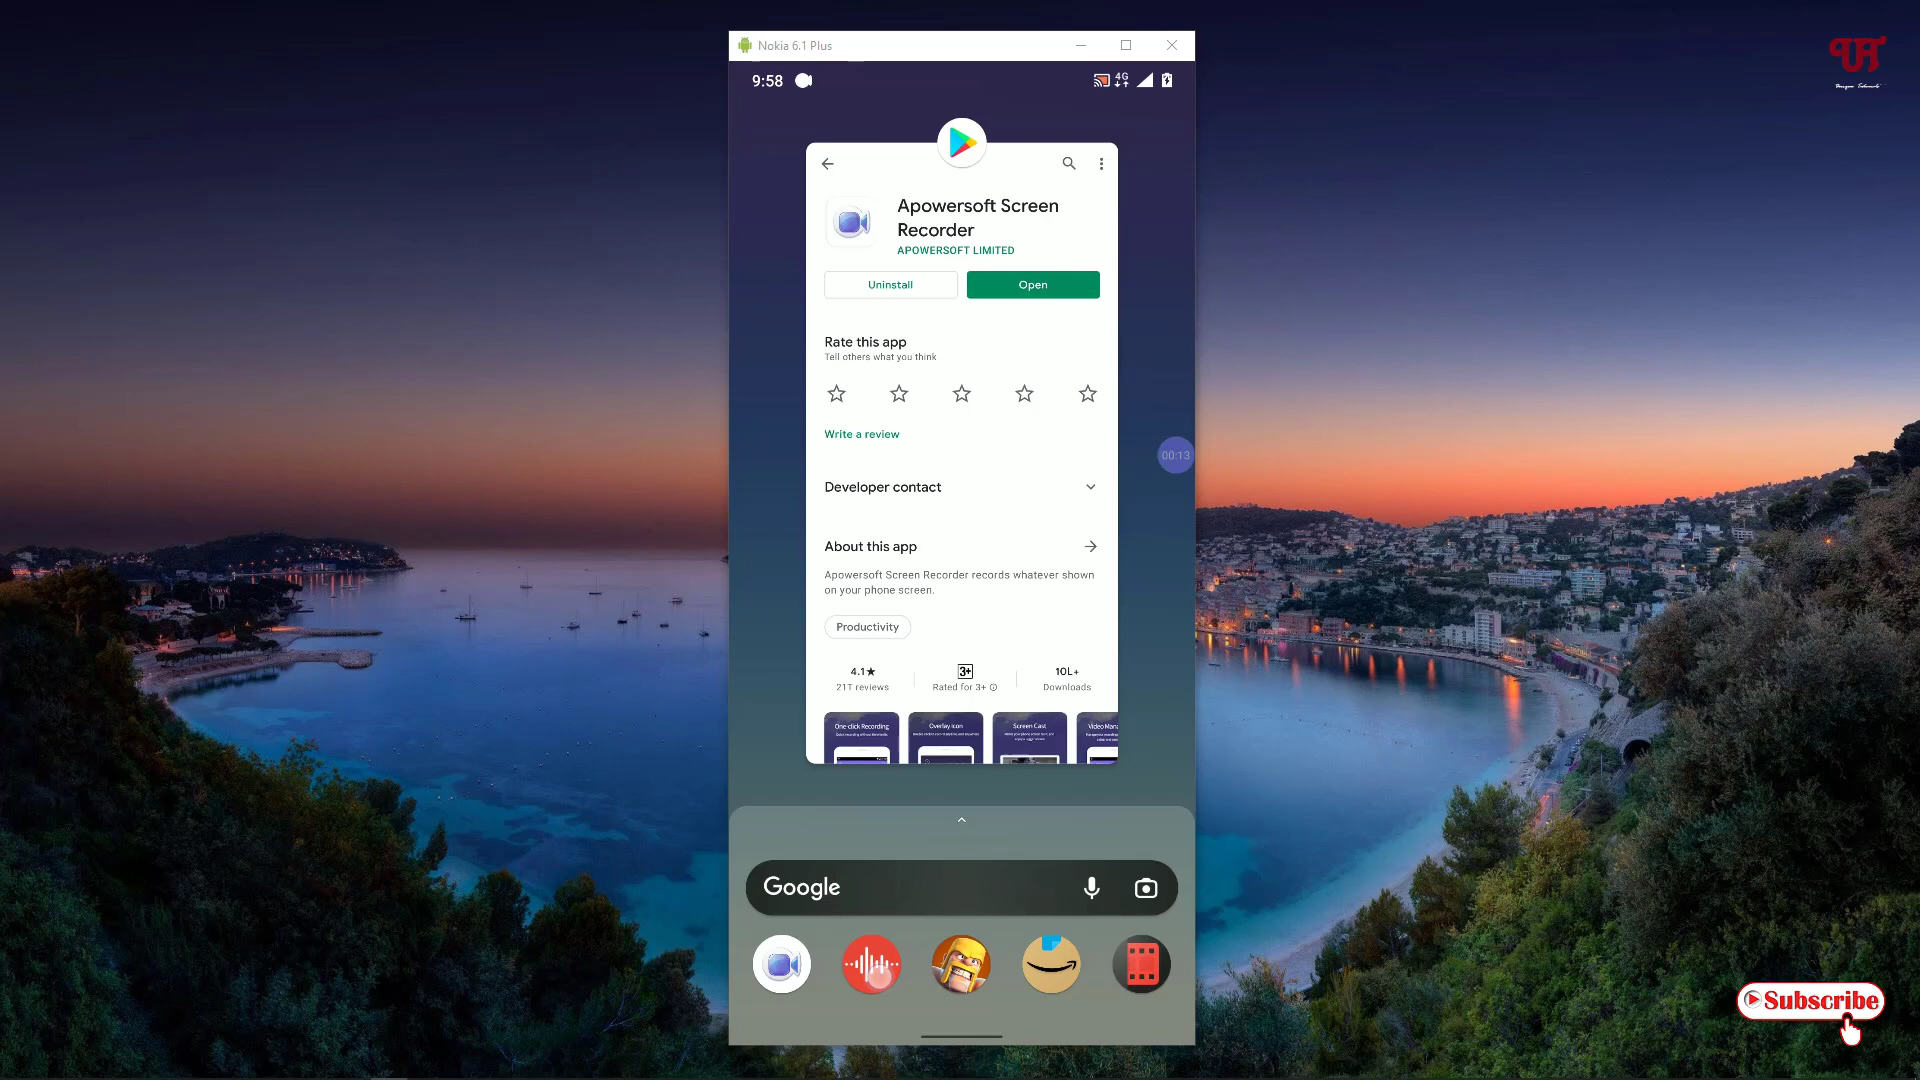 Nokia 6.1 Plus
9:58
4G
Apowersoft Screen
Recorder
APOWERSOFT LIMITED
Uninstall
Open
Rate this app
Tell others what you think
Write a review
00:13
Developer contact
About this app
Apowersoft Screen Recorder records whatever shown
on your phone screen.
Productivity
4.1★
3+
10L+
21T reviews
Rated for 3+
Downloads
One-click Recording
Overlay Icon
Screen Cast
Google
Subscribe